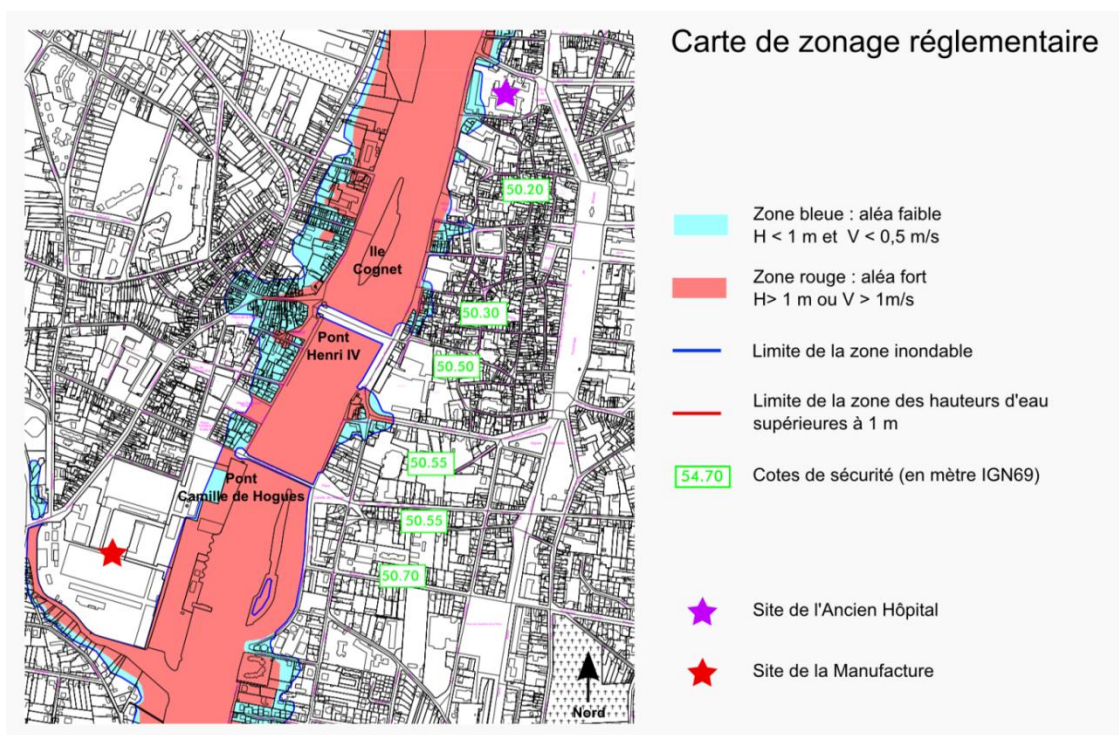 Carte de zonage réglementaire
50.20
Ile
Cognet
50.30
Pont
Henri IV
50.50
50.55
Pont
Camille de Hogues
50.55
50.70
Nord
Zone bleue : aléa faible
H < 1 m et V < 0,5 m/s
Zone rouge : aléa fort
H> 1 m ou V > 1m/s
Limite de la zone inondable
Limite de la zone des hauteurs d'eau
supérieures à 1 m
54.70
Cotes de sécurité (en mètre IGN69)
Site de l'Ancien Hôpital
Site de la Manufacture